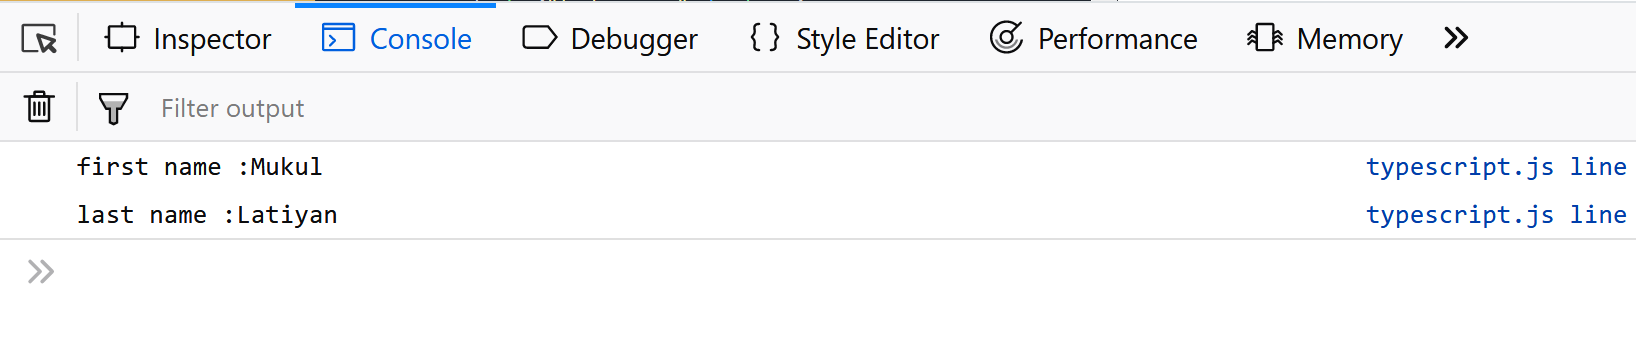 Inspector Console Debugger { } Style Editor Performance Memory
Filter output
first name :Mukul typescript.js line
last name :Latiyan typescript.js line